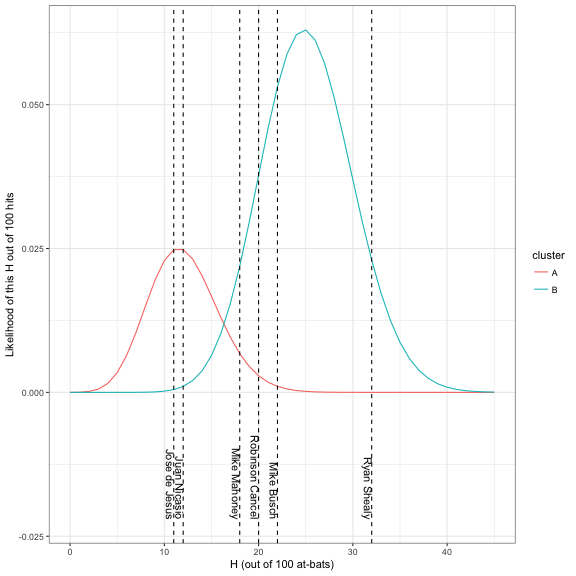 Likelihood of this H out of 100 hits
0.050
0.025
0.000
-0.025
Jose de Jesus
Juan Nicasio
Mike Mahoney
Robinson Cancel
Mike Busch
Ryan Shealy
0 10 20 30 40
H (out of 100 at-bats)
cluster
A
B